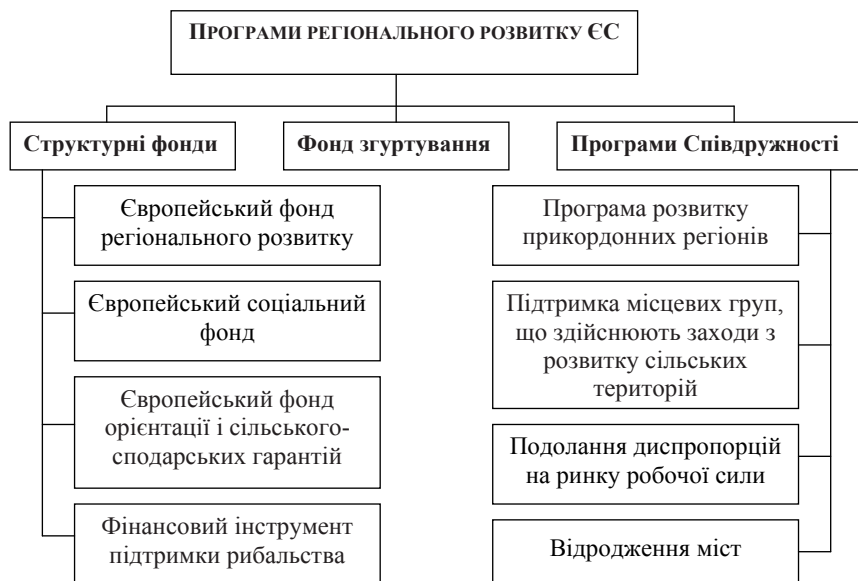 ПРОГРАМИ РЕГІОНАЛЬНОГО РОЗВИТКУ ЄС
Структурні фонди
Фонд згуртування
Програми Співдружності
Європейський фонд
регіонального розвитку
Європейський соціальний
фонд
Європейський фонд
орієнтації і сільського-
сподарських гарантій
Фінансовий інструмент
підтримки рибальства
Програма розвитку
прикордонних регіонів
Підтримка місцевих груп,
що здійснюють заходи з
розвитку сільських
територій
Подолання диспропорцій
на ринку робочої сили
Відродження міст